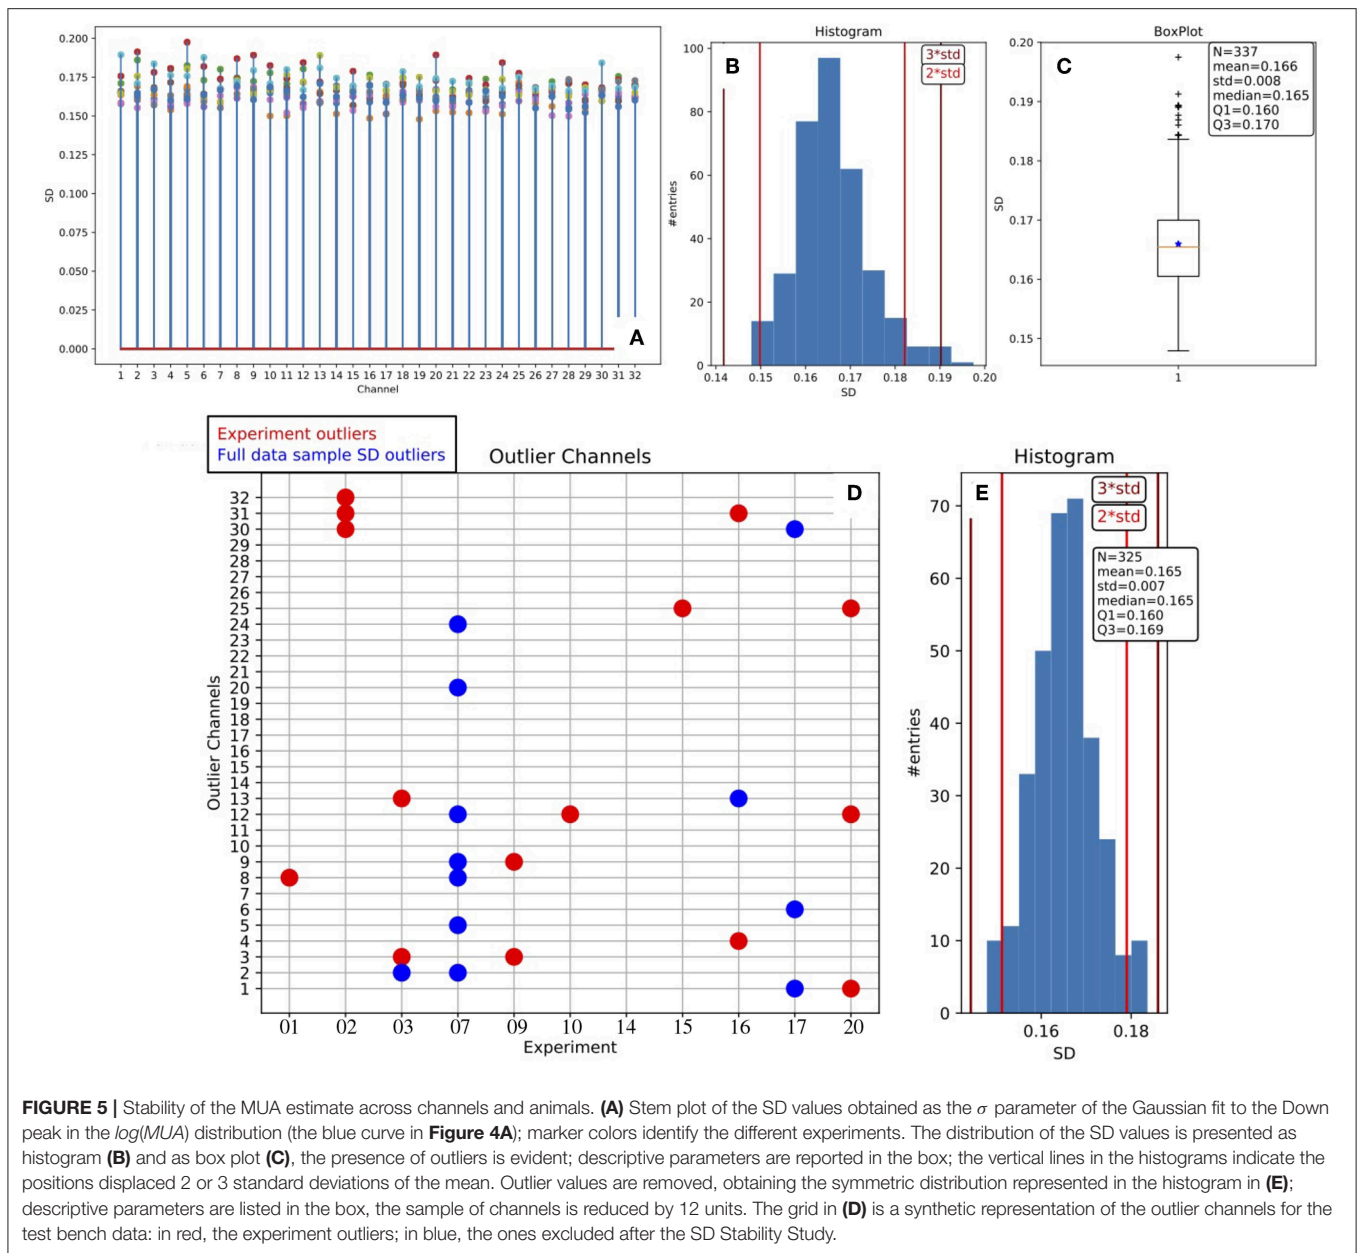 0.200
0.175
0.150
0.125
0.100
0.075
0.050
0.025
0.000
SD
1 2 3 4 5 6 7 8 9 10 11 12 13 14 15 16 17 18 19 20 21 22 23 24 25 26 27 28 29 30 31 32
Channel
A
Histogram
B
3*std
2*std
100
80
60
40
20
0
#entries
0.14 0.15 0.16 0.17 0.18 0.19 0.20
SD
BoxPlot
C
N=337
mean=0.166
std=0.008
median=0.165
Q1=0.160
Q3=0.170
0.20
0.19
0.18
0.17
0.16
0.15
SD
1
Experiment outliers
Full data sample SD outliers
Outlier Channels
D
32
31
30
29
28
27
26
25
24
23
22
21
20
19
18
17
16
15
14
13
12
11
10
9
8
7
6
5
4
3
2
1
Outlier Channels
01 02 03 07 09 10 14 15 16 17 20
Experiment
Histogram
E
3*std
2*std
N=325
mean=0.165
std=0.007
median=0.165
Q1=0.160
Q3=0.169
70
60
50
40
30
20
10
0
#entries
0.16 0.18
SD
FIGURE 5 | Stability of the MUA estimate across channels and animals. (A) Stem plot of the SD values obtained as the σ parameter of the Gaussian fit to the Down
peak in the log(MUA) distribution (the blue curve in Figure 4A); marker colors identify the different experiments. The distribution of the SD values is presented as
histogram (B) and as box plot (C), the presence of outliers is evident; descriptive parameters are reported in the box; the vertical lines in the histograms indicate the
positions displaced 2 or 3 standard deviations of the mean. Outlier values are removed, obtaining the symmetric distribution represented in the histogram in (E);
descriptive parameters are listed in the box, the sample of channels is reduced by 12 units. The grid in (D) is a synthetic representation of the outlier channels for the
test bench data: in red, the experiment outliers; in blue, the ones excluded after the SD Stability Study.